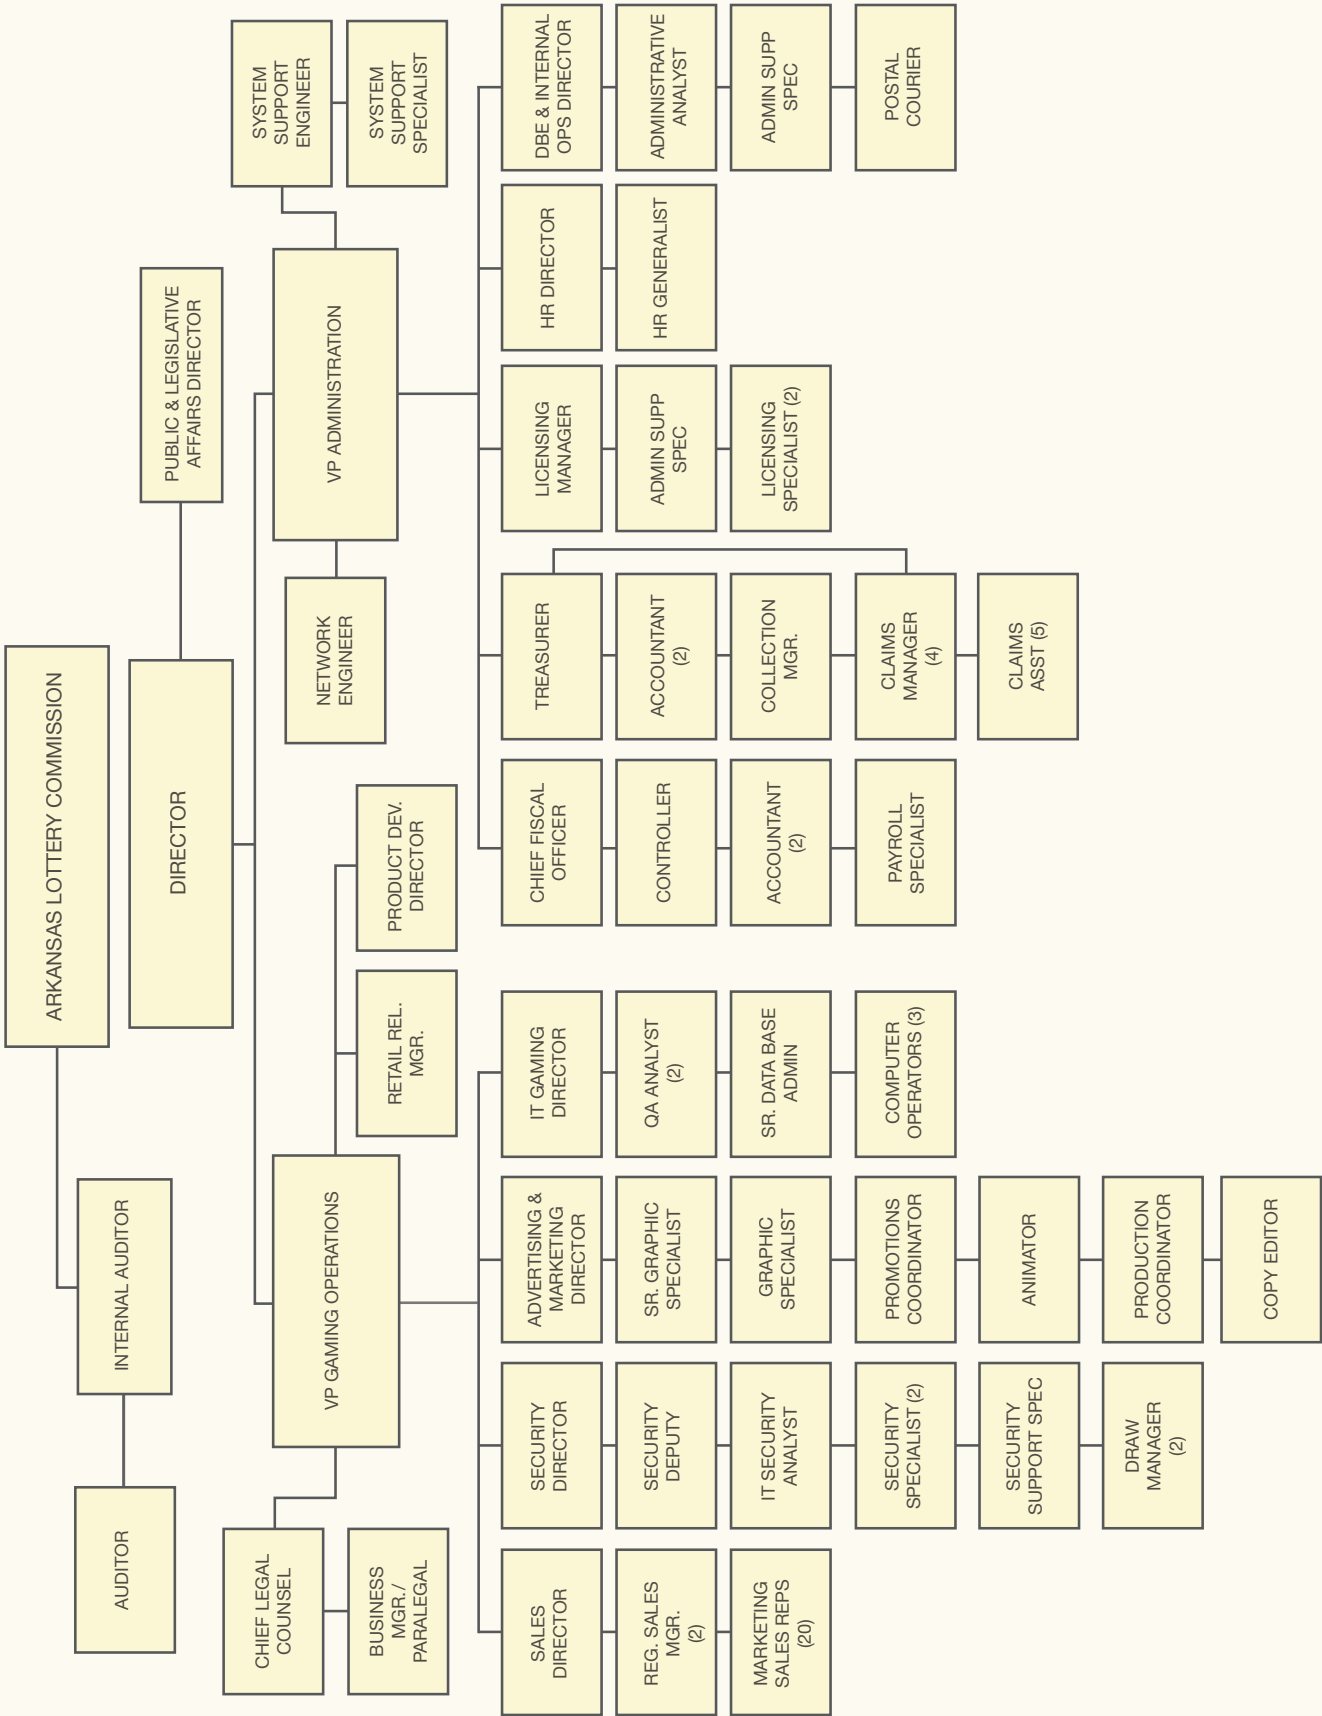 ARKANSAS LOTTERY COMMISSION
INTERNAL AUDITOR
AUDITOR
DIRECTOR
PUBLIC & LEGISLATIVE
AFFAIRS DIRECTOR
CHIEF LEGAL
COUNSEL
BUSINESS
MGR./
PARALEGAL
VP GAMING OPERATIONS
RETAIL REL.
MGR.
PRODUCT DEV.
DIRECTOR
NETWORK
ENGINEER
VP ADMINISTRATION
SYSTEM
SUPPORT
ENGINEER
SYSTEM
SUPPORT
SPECIALIST
SALES
DIRECTOR
REG. SALES
MGR.
(2)
MARKETING
SALES REPS
(20)
SECURITY
DIRECTOR
SECURITY
DEPUTY
IT SECURITY
ANALYST
SECURITY
SPECIALIST (2)
SECURITY
SUPPORT SPEC
DRAW
MANAGER
(2)
ADVERTISING &
MARKETING
DIRECTOR
SR. GRAPHIC
SPECIALIST
GRAPHIC
SPECIALIST
PROMOTIONS
COORDINATOR
ANIMATOR
PRODUCTION
COORDINATOR
COPY EDITOR
IT GAMING
DIRECTOR
QA ANALYST
(2)
SR. DATA BASE
ADMIN
COMPUTER
OPERATORS (3)
CHIEF FISCAL
OFFICER
CONTROLLER
ACCOUNTANT
(2)
PAYROLL
SPECIALIST
TREASURER
ACCOUNTANT
(2)
COLLECTION
MGR.
CLAIMS
MANAGER
(4)
CLAIMS
ASST (5)
LICENSING
MANAGER
ADMIN SUPP
SPEC
LICENSING
SPECIALIST (2)
HR DIRECTOR
HR GENERALIST
DBE & INTERNAL
OPS DIRECTOR
ADMINISTRATIVE
ANALYST
ADMIN SUPP
SPEC
POSTAL
COURIER